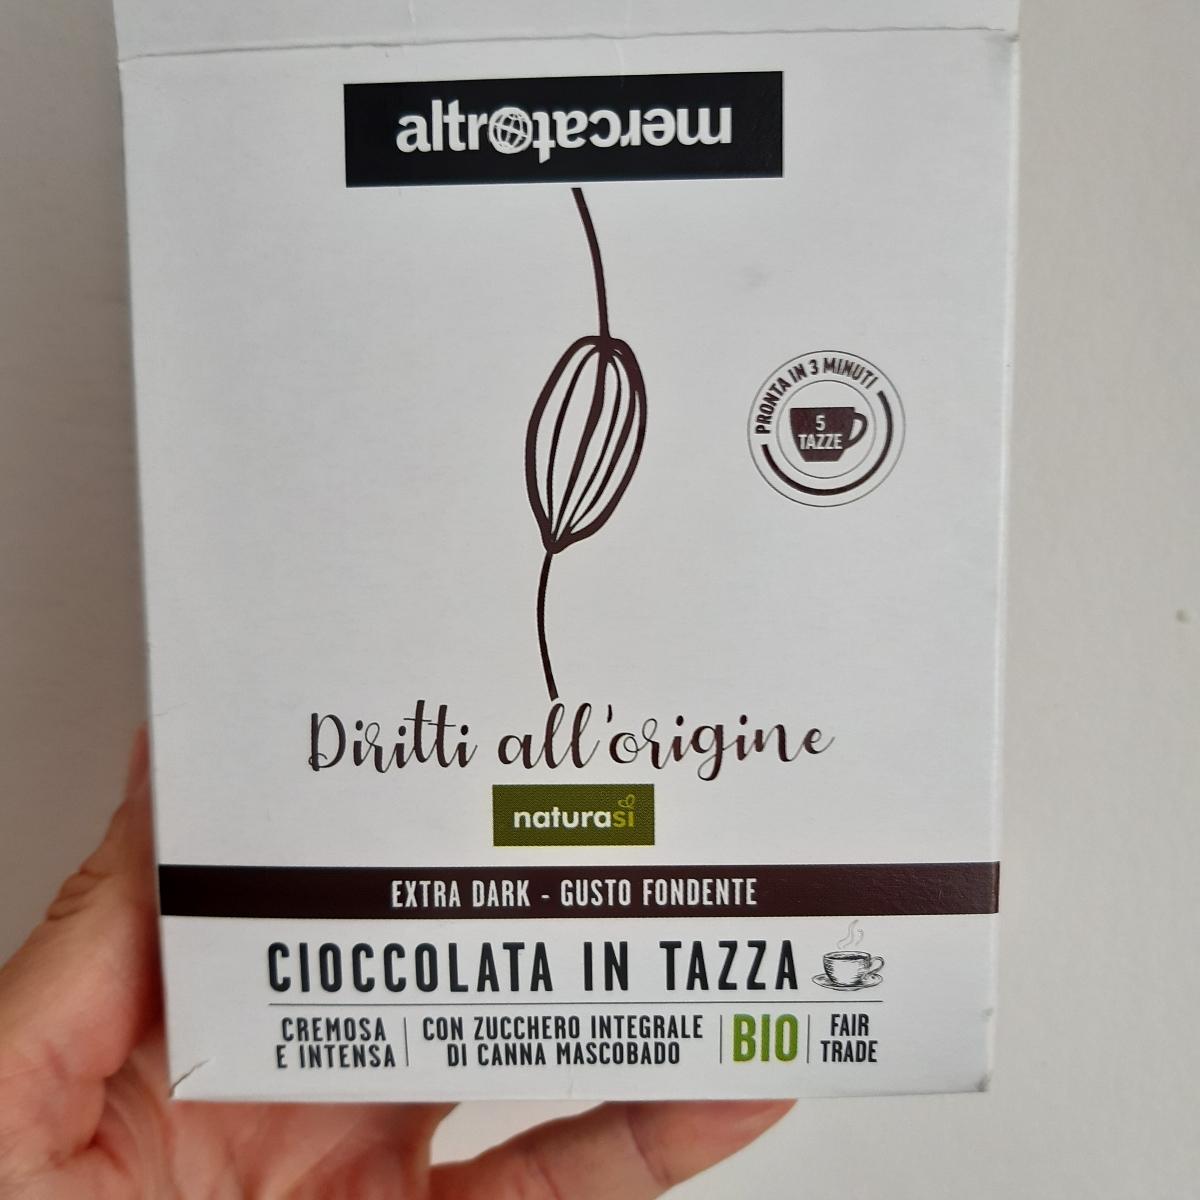 altromercato
PRONTA IN 3 MINUTI
5
TAZZE
Diritti all'origine
naturasì
EXTRA DARK - GUSTO FONDENTE
CIOCCOLATA IN TAZZA
CREMOSA
E INTENSA
CON ZUCCHERO INTEGRALE
DI CANNA MASCOBADO
BIO
FAIR
TRADE